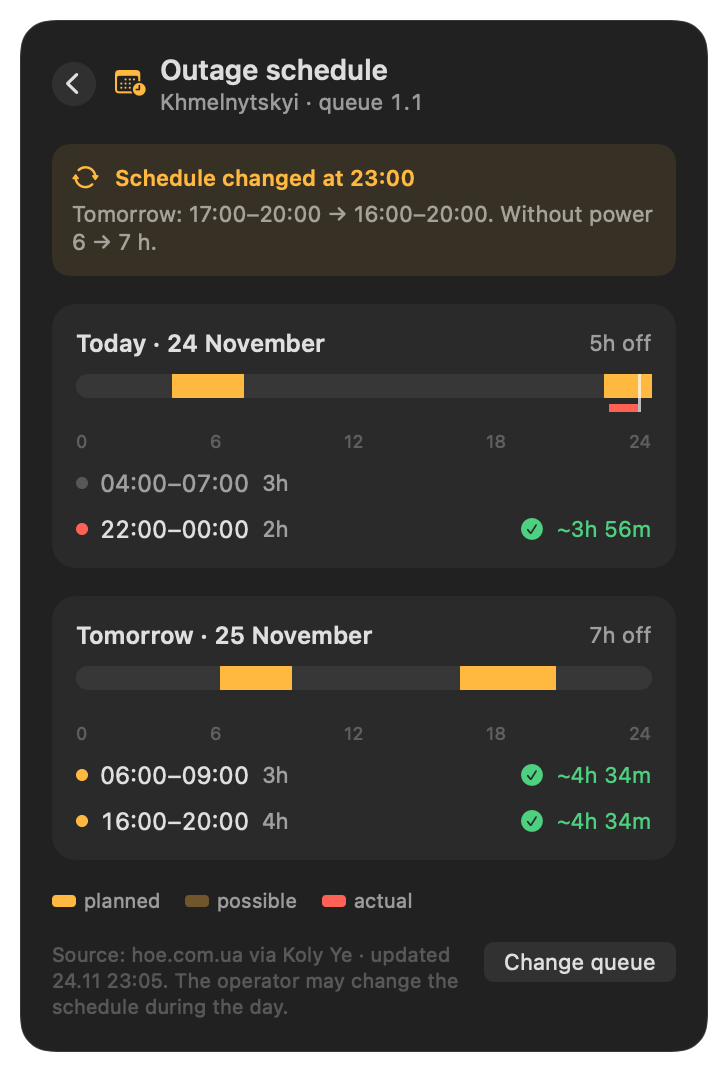 Outage schedule
Khmelnytskyi · queue 1.1
Schedule changed at 23:00
Tomorrow: 17:00–20:00 → 16:00–20:00. Without power
6 → 7 h.
Today · 24 November 5h off
0 6 12 18 24
04:00–07:00 3h
22:00–00:00 2h ~3h 56m
Tomorrow · 25 November 7h off
0 6 12 18 24
06:00–09:00 3h ~4h 34m
16:00–20:00 4h ~4h 34m
planned possible actual
Source: hoe.com.ua via Koly Ye · updated
24.11 23:05. The operator may change the
schedule during the day.
Change queue